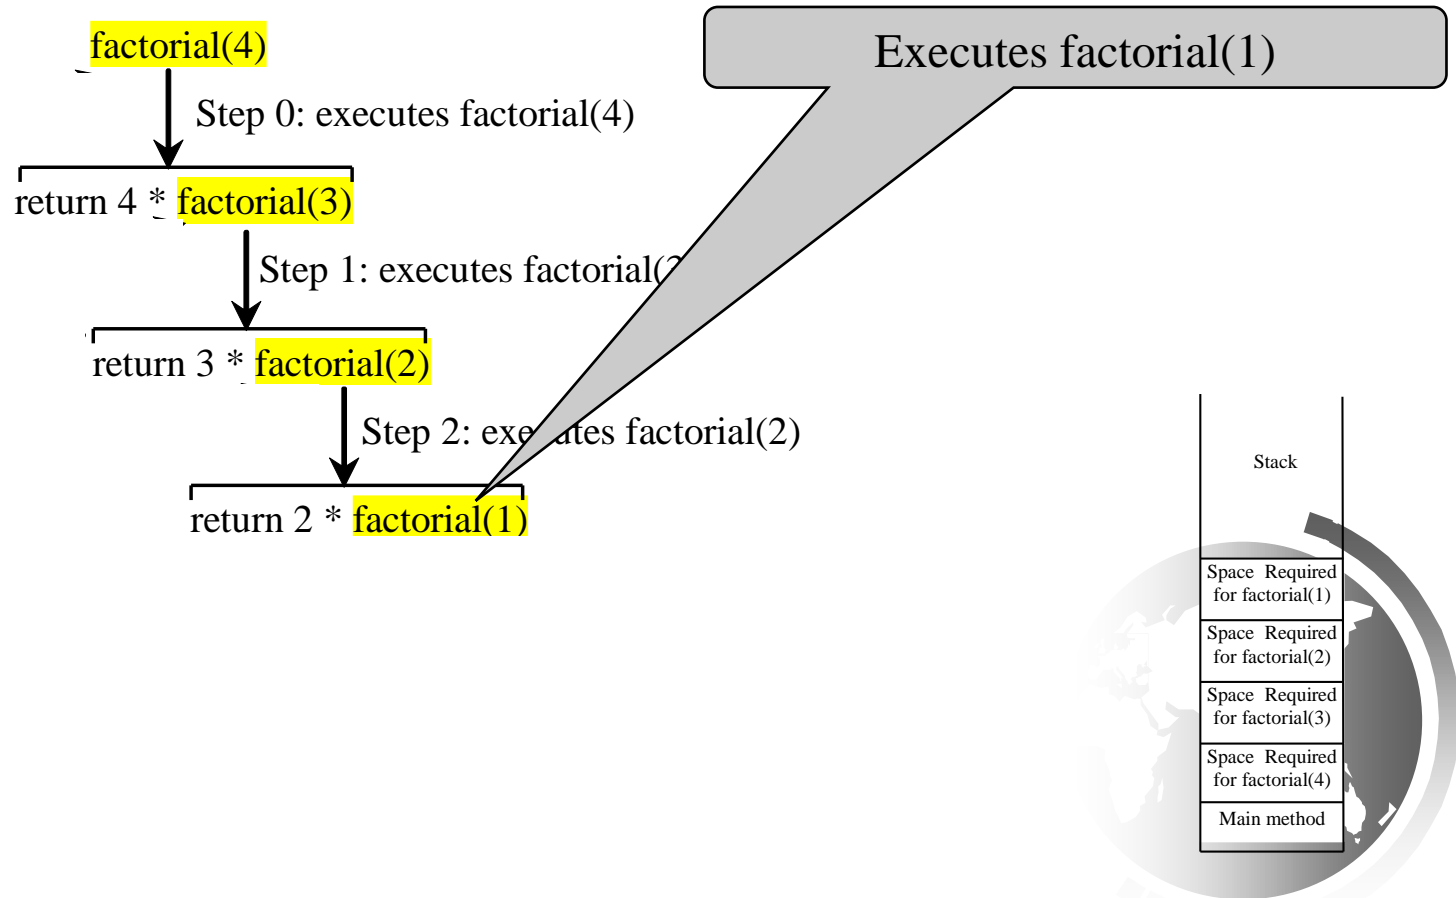 factorial(4)
Executes factorial(1)
Step 0: executes factorial(4)
return 4 * factorial(3)
Step 1: executes factorial(
return 3 * factorial(2)
Step 2: executes factorial(2)
return 2 * factorial(1)
Stack
Space Required
for factorial(1)
Space Required
for factorial(2)
Space Required
for factorial(3)
Space Required
for factorial(4)
Main method